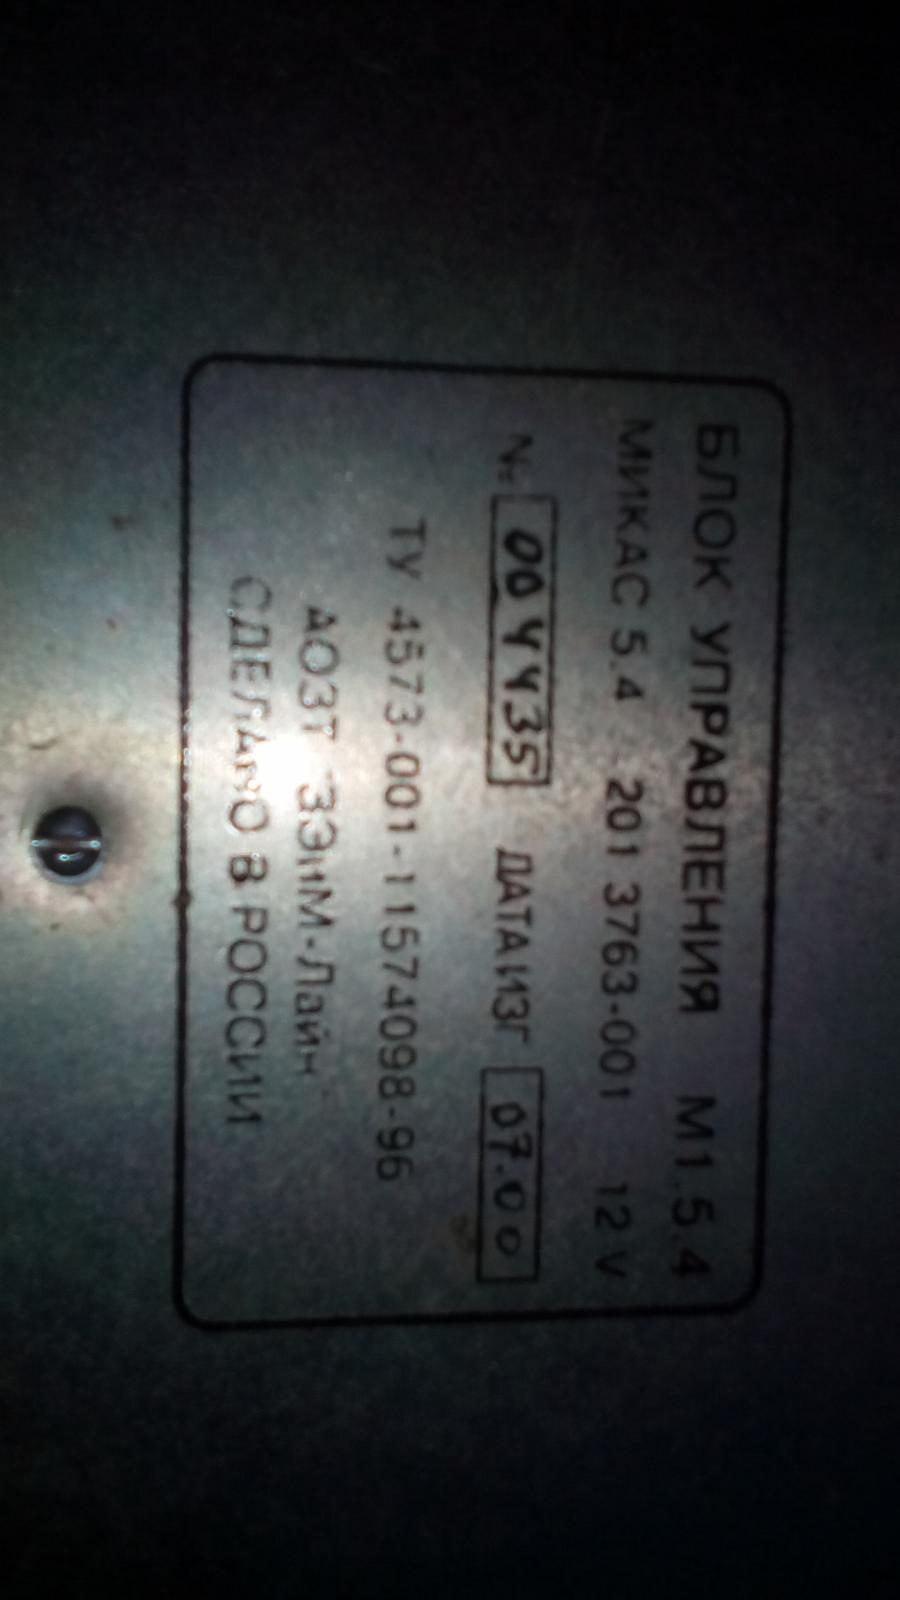 БЛОК УПРАВЛЕНИЯ М1.5.4
МИКАС 5.4 201 3763-001 12 V
№ 004435 ДАТА ИЗГ 07.00
ТУ 4573-001-11574098-96
АОЗТ "ЗЭиМ-Лайн"
СДЕЛАНО В РОССИИ